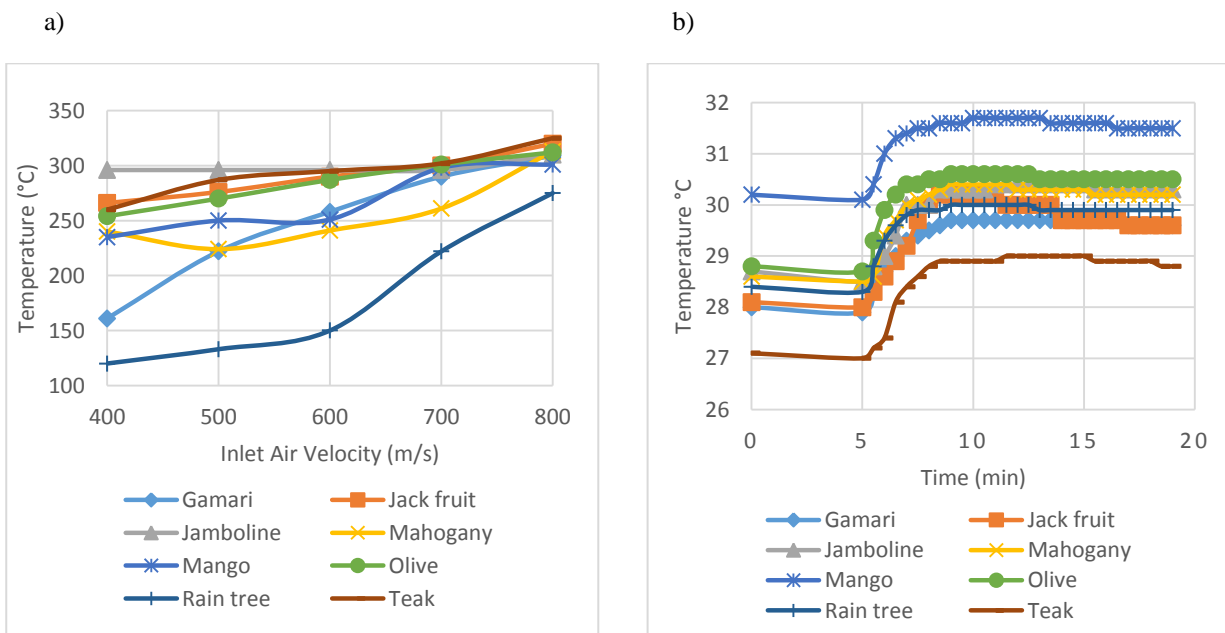 a)
350
300
250
200
150
100
400 500 600 700 800
Temperature (°C)
Inlet Air Velocity (m/s)
Gamari Jack fruit
Jamboline Mahogany
Mango Olive
Rain tree Teak
b)
32
31
30
29
28
27
26
0 5 10 15 20
Temperature °C
Time (min)
Gamari Jack fruit
Jamboline Mahogany
Mango Olive
Rain tree Teak